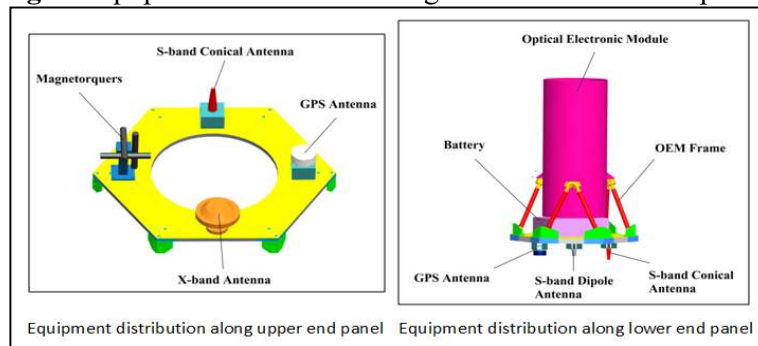 S-band Conical Antenna
Magnetorquers
GPS Antenna
X-band Antenna
Optical Electronic Module
Battery
OEM Frame
GPS Antenna
S-band Dipole
Antenna
S-band Conical
Antenna
Equipment distribution along upper end panel
Equipment distribution along lower end panel